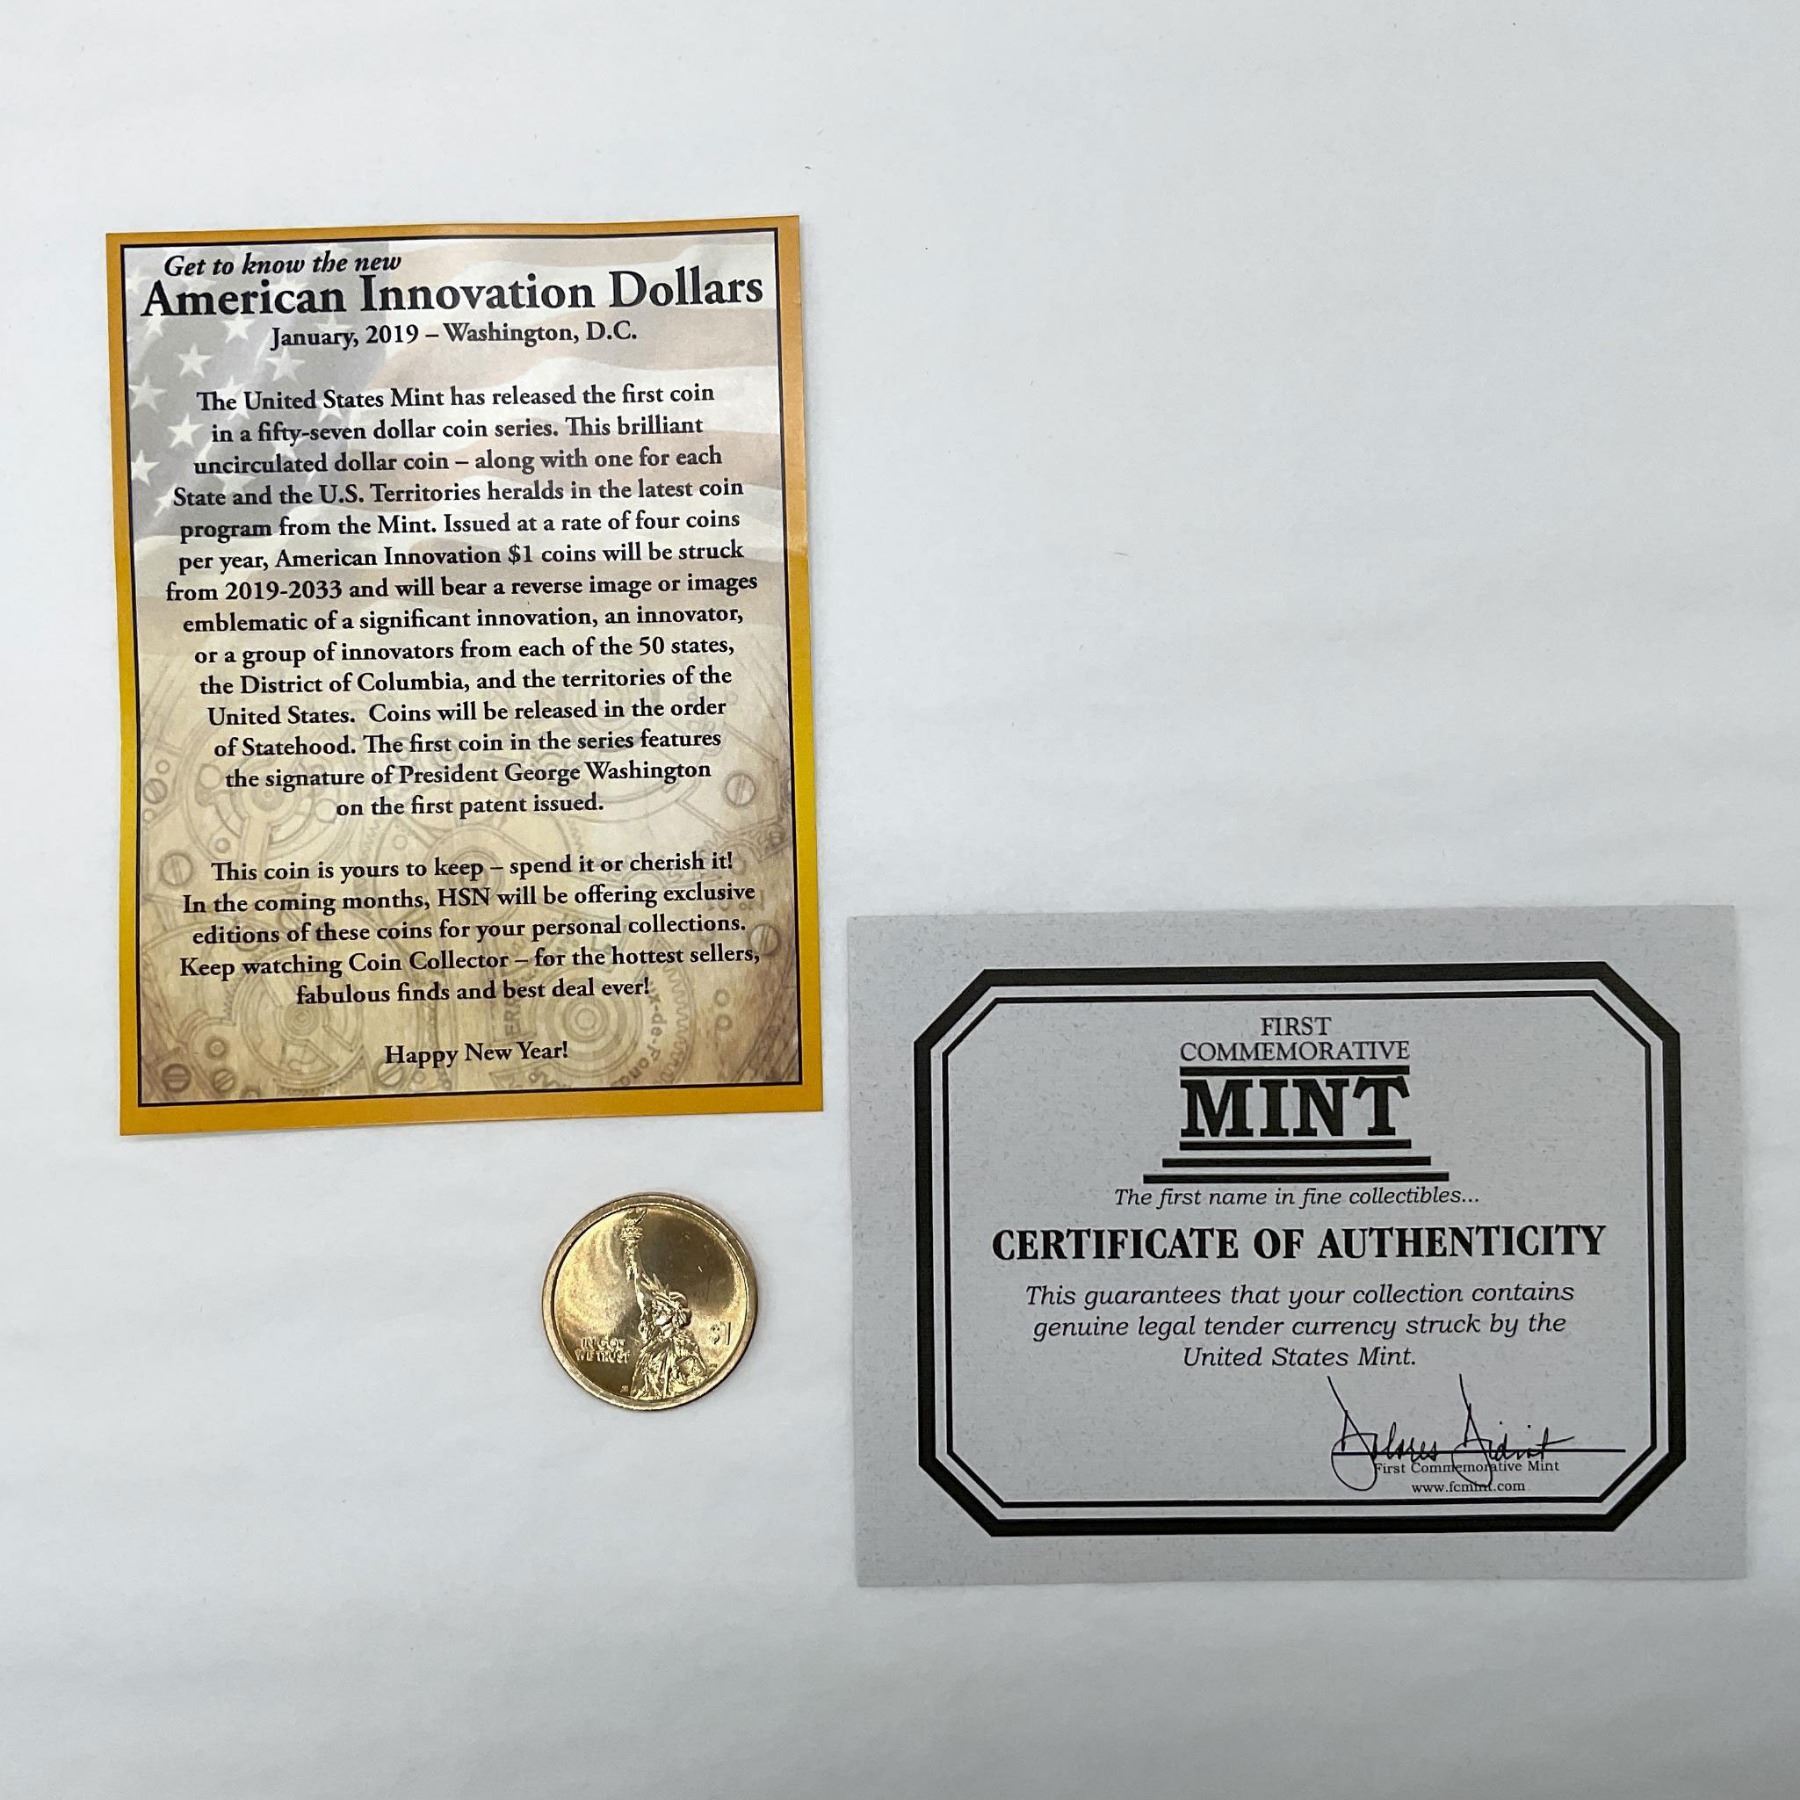 Get to know the new
American Innovation Dollars
January, 2019 – Washington, D.C.
The United States Mint has released the first coin
in a fifty-seven dollar coin series. This brilliant
uncirculated dollar coin – along with one for each
State and the U.S. Territories heralds in the latest coin
program from the Mint. Issued at a rate of four coins
per year, American Innovation $1 coins will be struck
from 2019-2033 and will bear a reverse image or images
emblematic of a significant innovation, an innovator,
or a group of innovators from each of the 50 states,
the District of Columbia, and the territories of the
United States. Coins will be released in the order
of Statehood. The first coin in the series features
the signature of President George Washington
on the first patent issued.
This coin is yours to keep – spend it or cherish it!
In the coming months, HSN will be offering exclusive
editions of these coins for your personal collections.
Keep watching Coin Collector – for the hottest sellers,
fabulous finds and best deal ever!
Happy New Year!
IN GOD
WE TRUST
$1
FIRST
COMMEMORATIVE
MINT
The first name in fine collectibles...
CERTIFICATE OF AUTHENTICITY
This guarantees that your collection contains
genuine legal tender currency struck by the
United States Mint.
First Commemorative Mint
www.fcmint.com